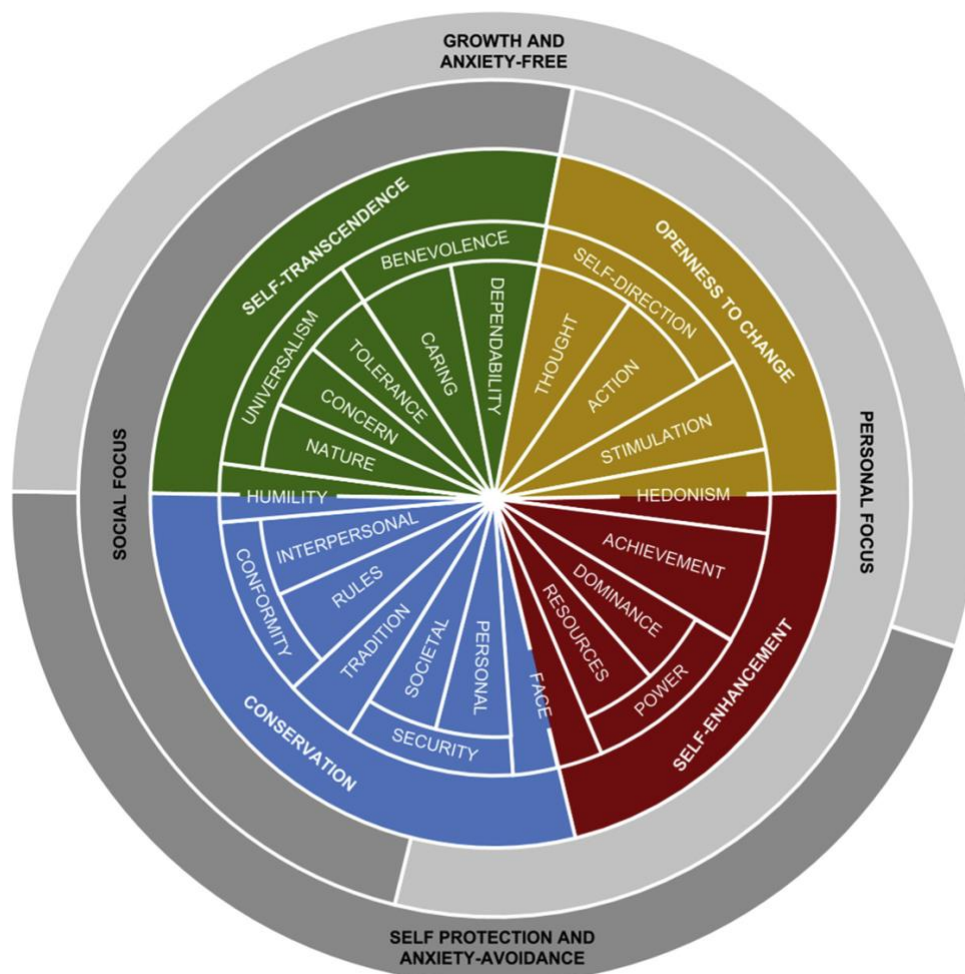 GROWTH AND
ANXIETY-FREE
SELF-TRANSCENDENCE
OPENNESS TO CHANGE
BENEVOLENCE
SELF-DIRECTION
UNIVERSALISM
TOLERANCE
CARING
DEPENDABILITY
THOUGHT
ACTION
CONCERN
NATURE
STIMULATION
HUMILITY
HEDONISM
SOCIAL FOCUS
PERSONAL FOCUS
INTERPERSONAL
ACHIEVEMENT
CONFORMITY
RULES
DOMINANCE
TRADITION
RESOURCES
SOCIETAL
PERSONAL
FACE
POWER
SECURITY
CONSERVATION
SELF-ENHANCEMENT
SELF PROTECTION AND
ANXIETY-AVOIDANCE